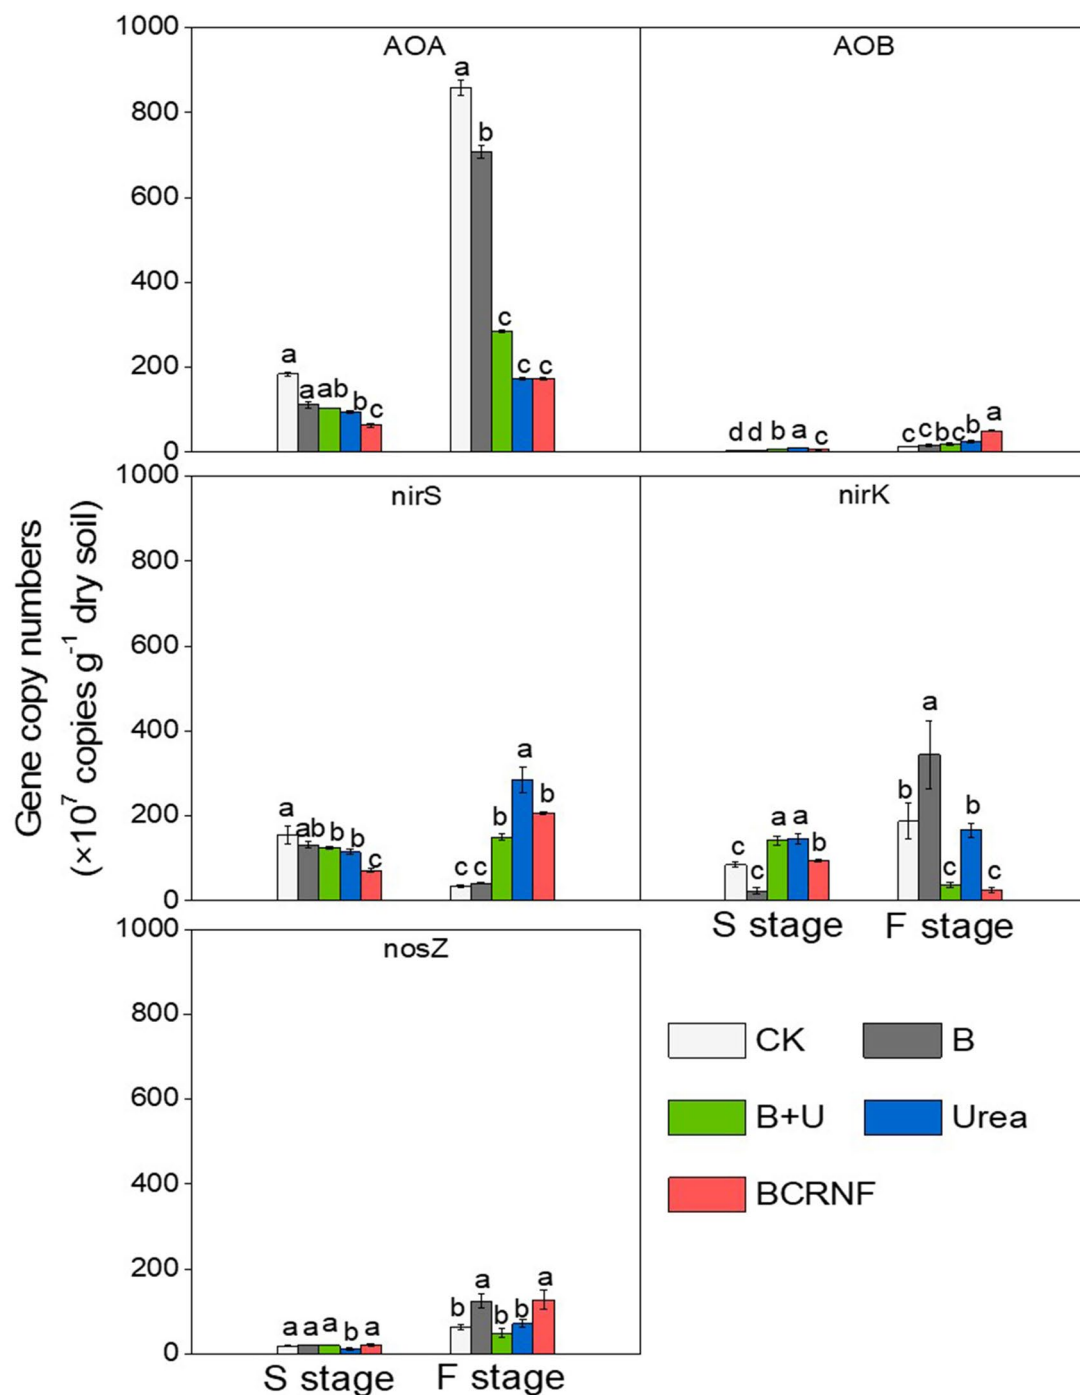 Gene copy numbers
(×10⁷ copies g⁻¹ dry soil)
AOA
1000
800
600
400
200
0
a a ab b c
a b c c c
AOB
d d b a c
c c bc b a
nirS
1000
800
600
400
200
0
a ab b b c
c c b a b
nirK
c c a a b
b a c b c
S stage F stage
nosZ
1000
800
600
400
200
0
a a a b a
b a b b a
S stage F stage
CK B
B+U Urea
BCRNF